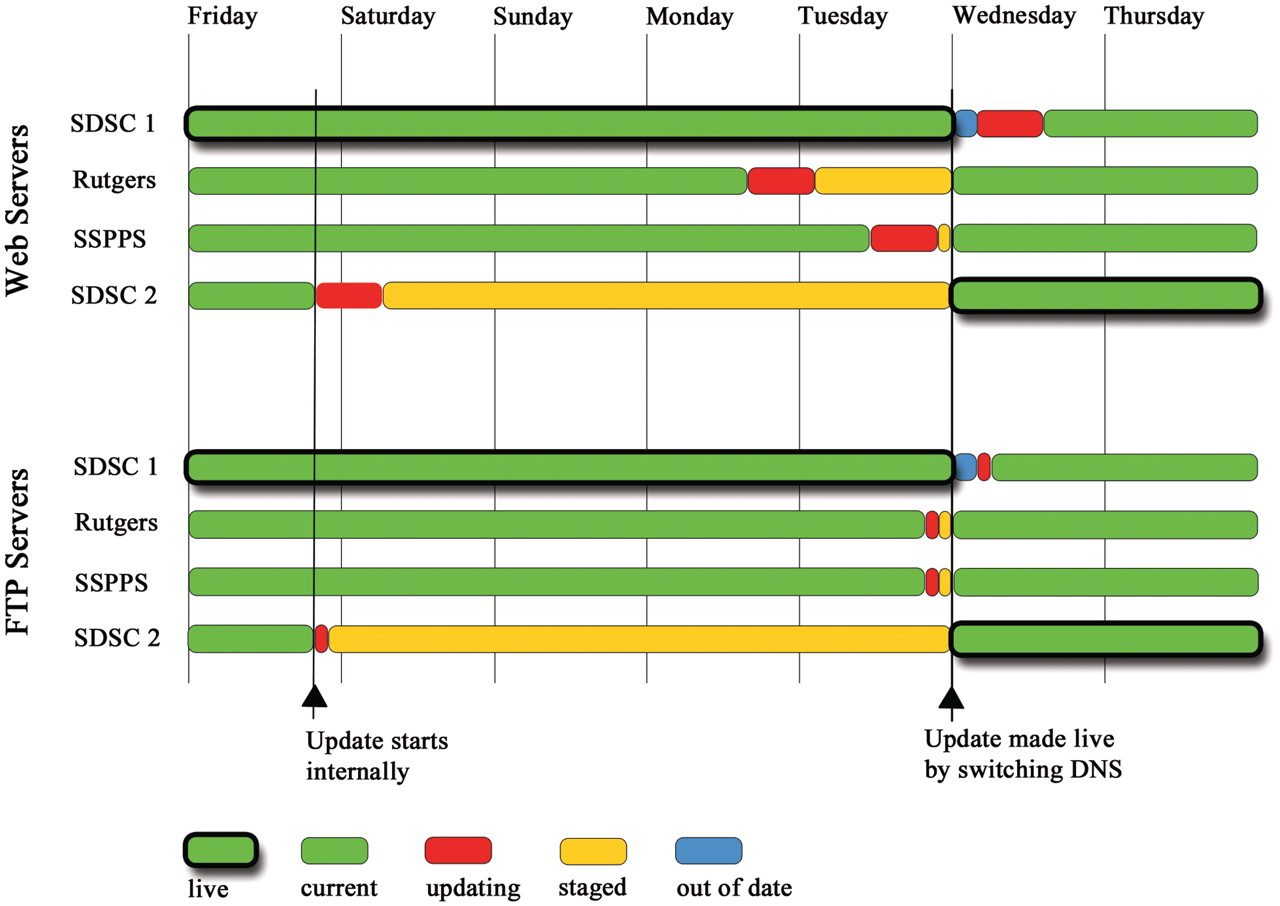 Friday Saturday Sunday Monday Tuesday Wednesday Thursday
Web Servers
SDSC 1
Rutgers
SSPPS
SDSC 2
FTP Servers
SDSC 1
Rutgers
SSPPS
SDSC 2
Update starts
internally
Update made live
by switching DNS
live current updating staged out of date